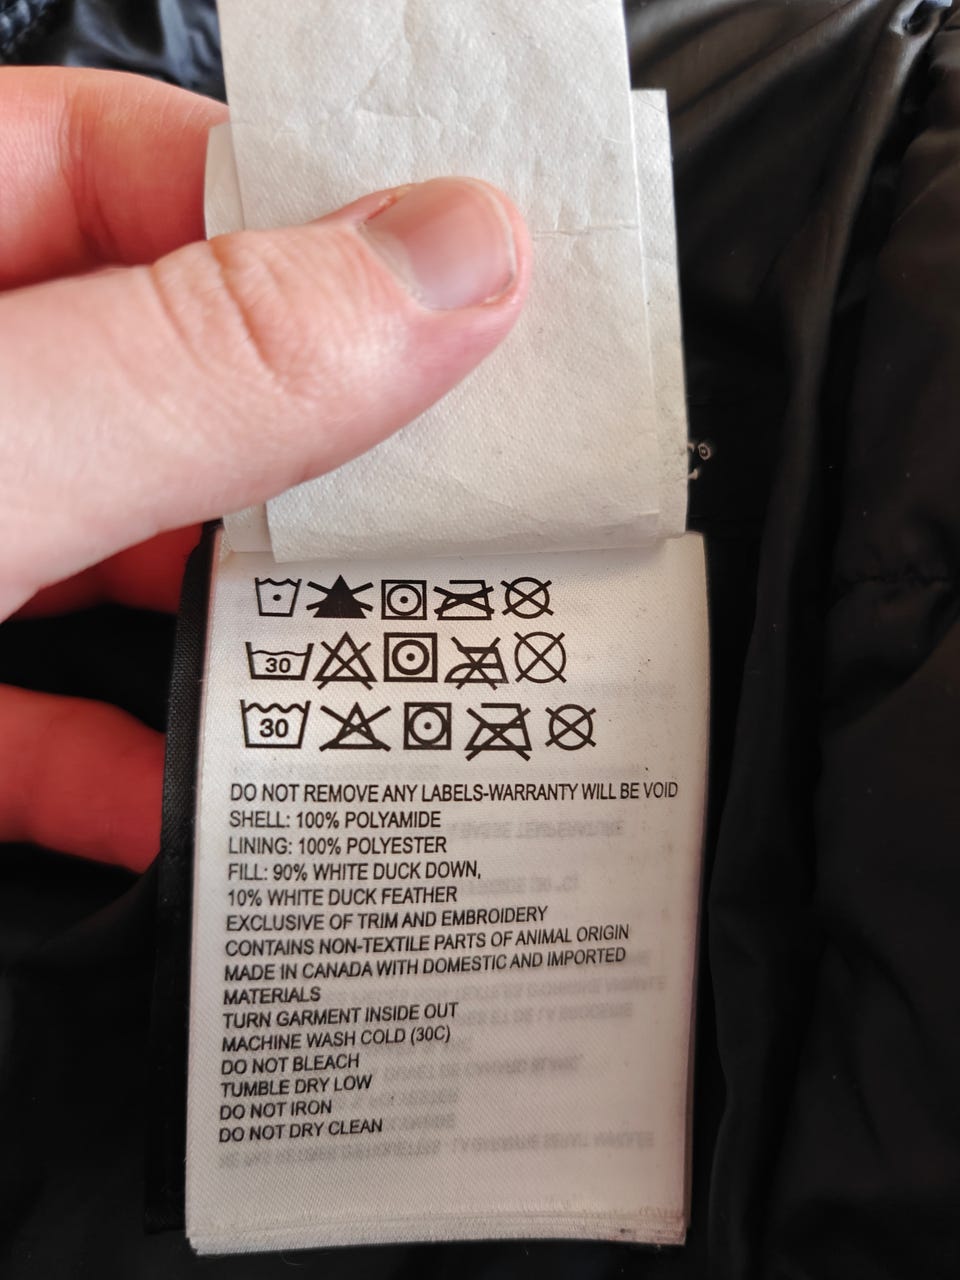 30
30
DO NOT REMOVE ANY LABELS-WARRANTY WILL BE VOID
SHELL: 100% POLYAMIDE
LINING: 100% POLYESTER
FILL: 90% WHITE DUCK DOWN,
10% WHITE DUCK FEATHER
EXCLUSIVE OF TRIM AND EMBROIDERY
CONTAINS NON-TEXTILE PARTS OF ANIMAL ORIGIN
MADE IN CANADA WITH DOMESTIC AND IMPORTED
MATERIALS
TURN GARMENT INSIDE OUT
MACHINE WASH COLD (30C)
DO NOT BLEACH
TUMBLE DRY LOW
DO NOT IRON
DO NOT DRY CLEAN